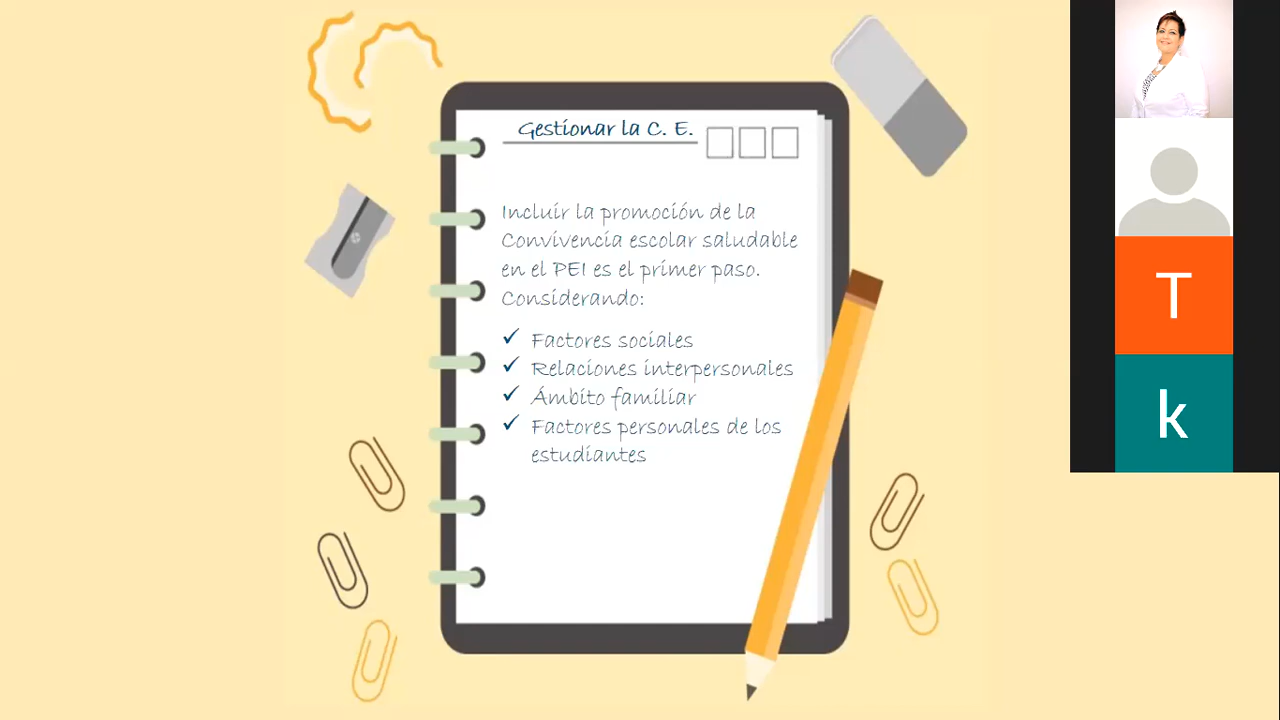 Gestionar la C. E.
Incluir la promoción de la
Convivencia escolar saludable
en el PEI es el primer paso.
Considerando:
✓ Factores sociales
✓ Relaciones interpersonales
✓ Ámbito familiar
✓ Factores personales de los
estudiantes
T
k